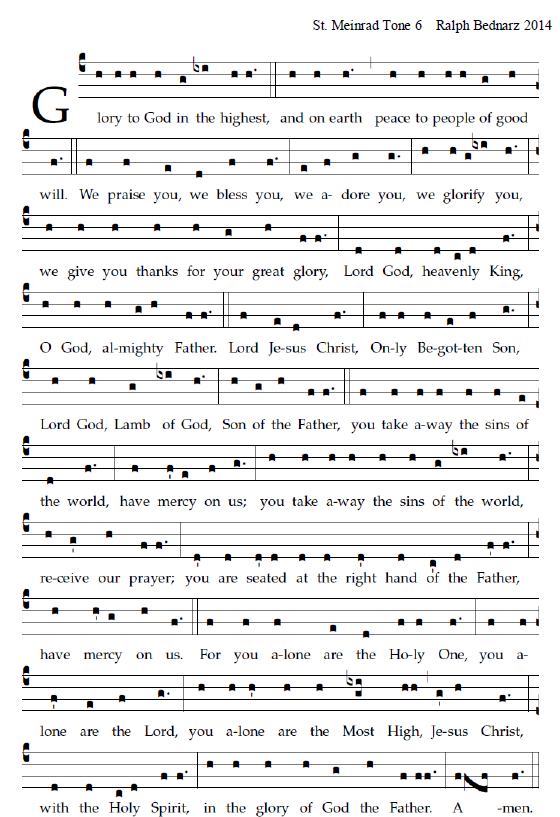 St. Meinrad Tone 6    Ralph Bednarz 2014
Glory to God in the highest, and on earth peace to people of good
will. We praise you, we bless you, we a- dore you, we glorify you,
we give you thanks for your great glory, Lord God, heavenly King,
O God, al-mighty Father. Lord Je-sus Christ, On-ly Be-got-ten Son,
Lord God, Lamb of God, Son of the Father, you take a-way the sins of
the world, have mercy on us; you take a-way the sins of the world,
re-ceive our prayer; you are seated at the right hand of the Father,
have mercy on us. For you a-lone are the Ho-ly One, you a-
lone are the Lord, you a-lone are the Most High, Je-sus Christ,
with the Holy Spirit, in the glory of God the Father. A -men.